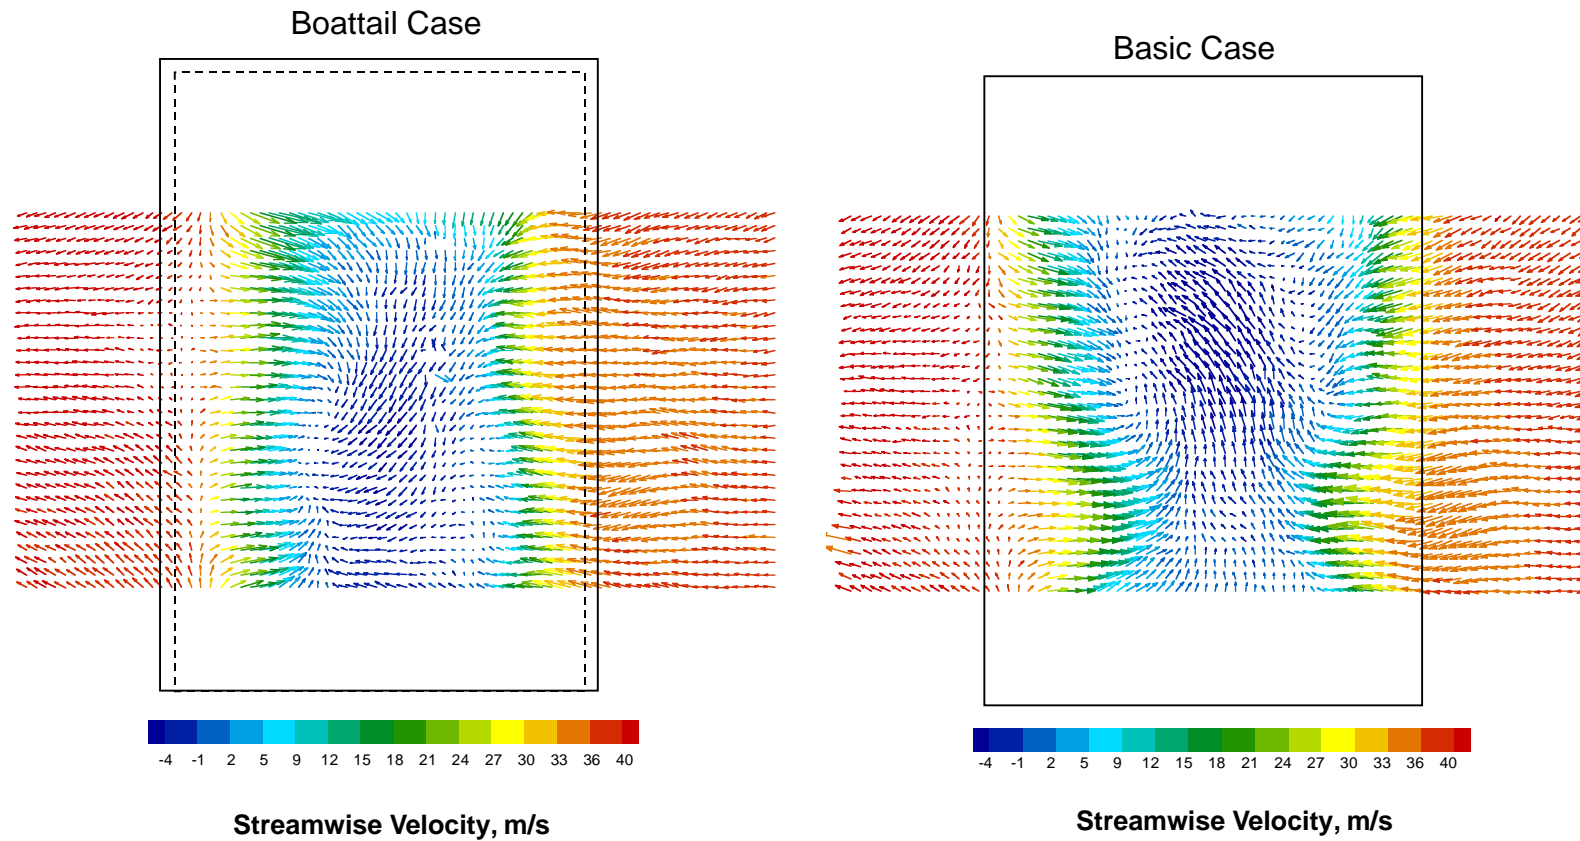 Boattail Case
Basic Case
-4 -1 2 5 9 12 15 18 21 24 27 30 33 36 40
-4 -1 2 5 9 12 15 18 21 24 27 30 33 36 40
Streamwise Velocity, m/s
Streamwise Velocity, m/s